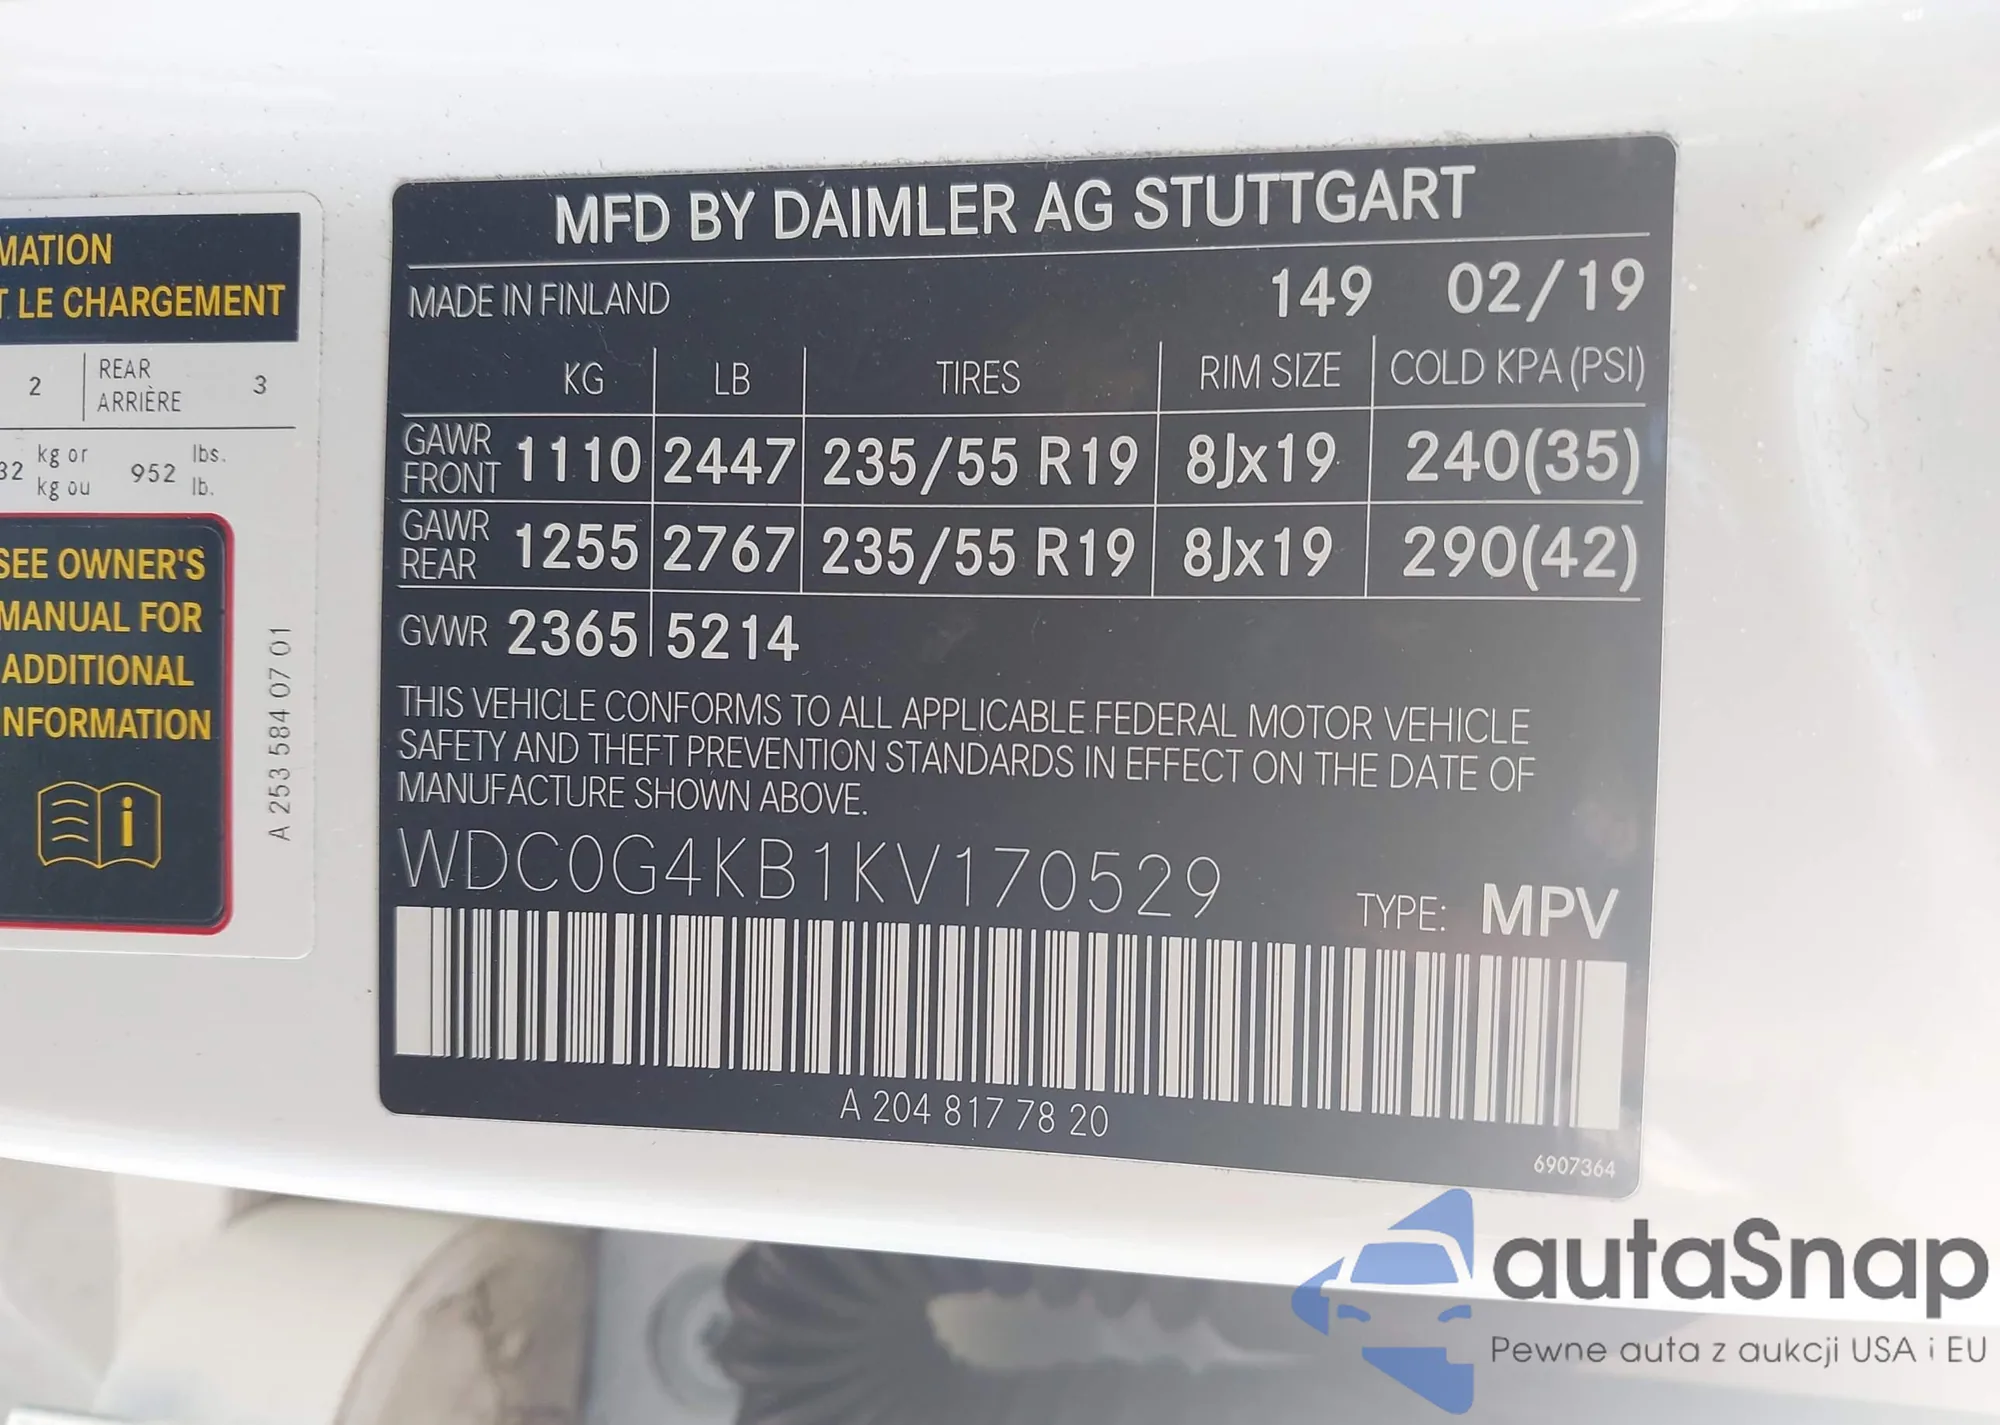 MATION
T LE CHARGEMENT
2 REAR ARRIÈRE 3
32 kg or kg ou 952 lbs. lb.
SEE OWNER'S
MANUAL FOR
ADDITIONAL
INFORMATION
A 253 584 07 01
MFD BY DAIMLER AG STUTTGART
MADE IN FINLAND 149 02/19
KG LB TIRES RIM SIZE COLD KPA (PSI)
GAWR FRONT 1110 2447 235/55 R19 8Jx19 240(35)
GAWR REAR 1255 2767 235/55 R19 8Jx19 290(42)
GVWR 2365 5214
THIS VEHICLE CONFORMS TO ALL APPLICABLE FEDERAL MOTOR VEHICLE
SAFETY AND THEFT PREVENTION STANDARDS IN EFFECT ON THE DATE OF
MANUFACTURE SHOWN ABOVE.
WDC0G4KB1KV170529
TYPE: MPV
A 204 817 78 20
6907364
autaSnap
Pewne auta z aukcji USA i EU